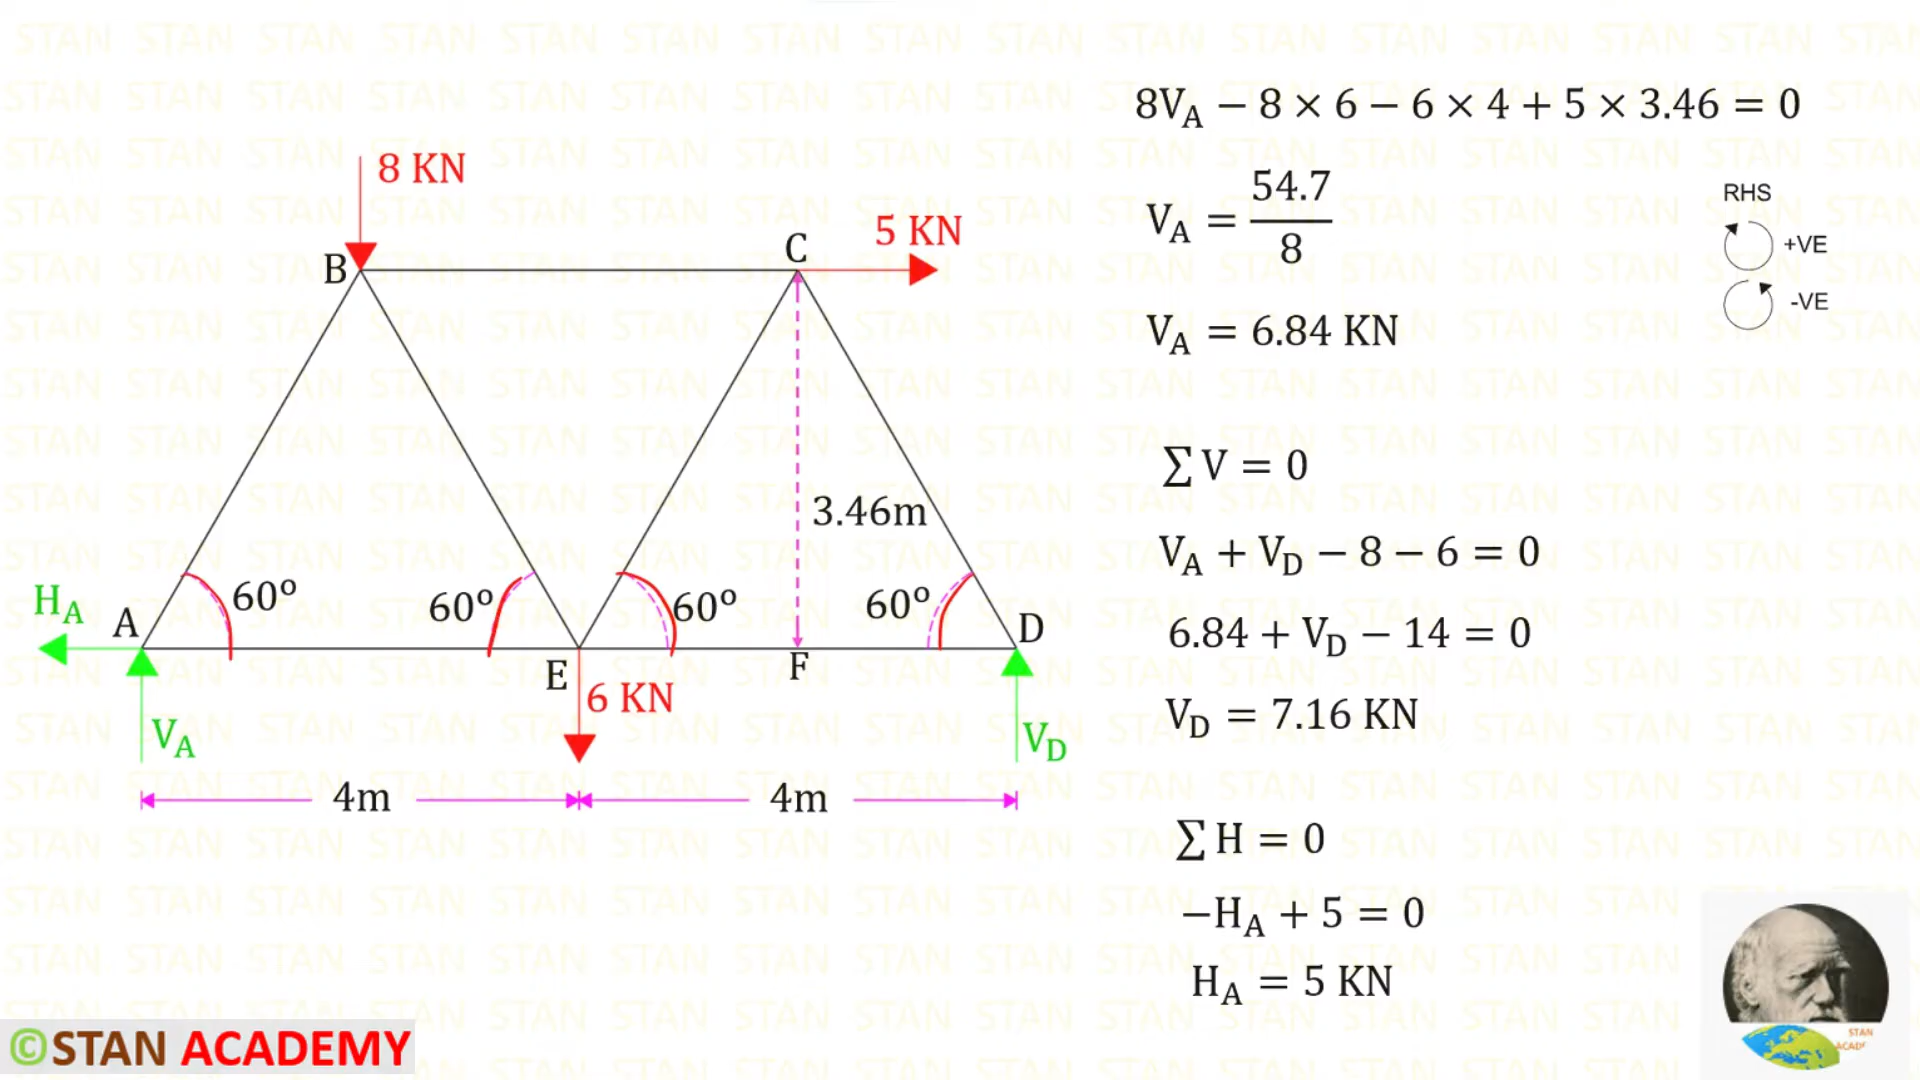 8V_A − 8 × 6 − 6 × 4 + 5 × 3.46 = 0
V_A = 54.7/8
V_A = 6.84 KN
RHS
+VE
-VE
∑ V = 0
V_A + V_D − 8 − 6 = 0
6.84 + V_D − 14 = 0
V_D = 7.16 KN
∑ H = 0
−H_A + 5 = 0
H_A = 5 KN
8 KN
5 KN
B
C
3.46m
H_A
A
60°
60°
60°
60°
D
E
F
6 KN
V_A
V_D
4m
4m
©STAN ACADEMY
STAN